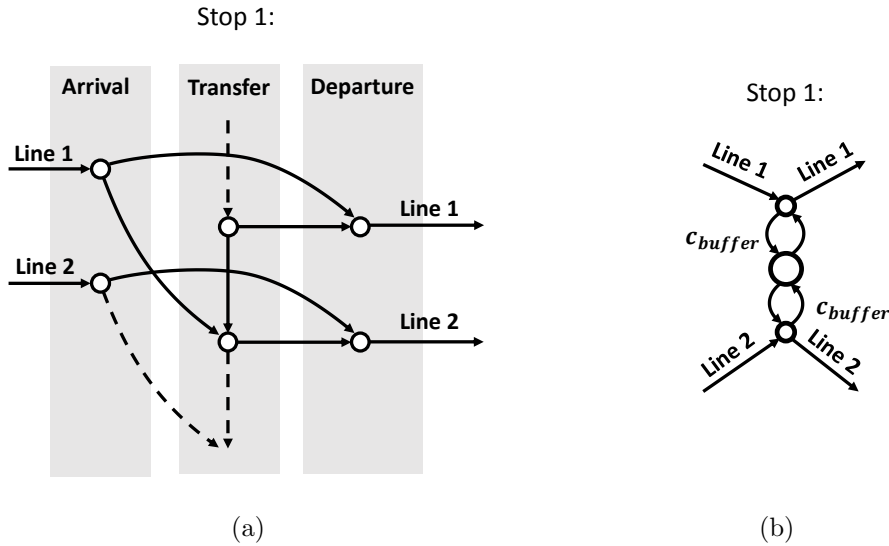 Stop 1:
Arrival Transfer Departure
Line 1
Line 1
Line 2
Line 2
(a)
Stop 1:
Line 1 Line 1
c_buffer
c_buffer
Line 2 Line 2
(b)